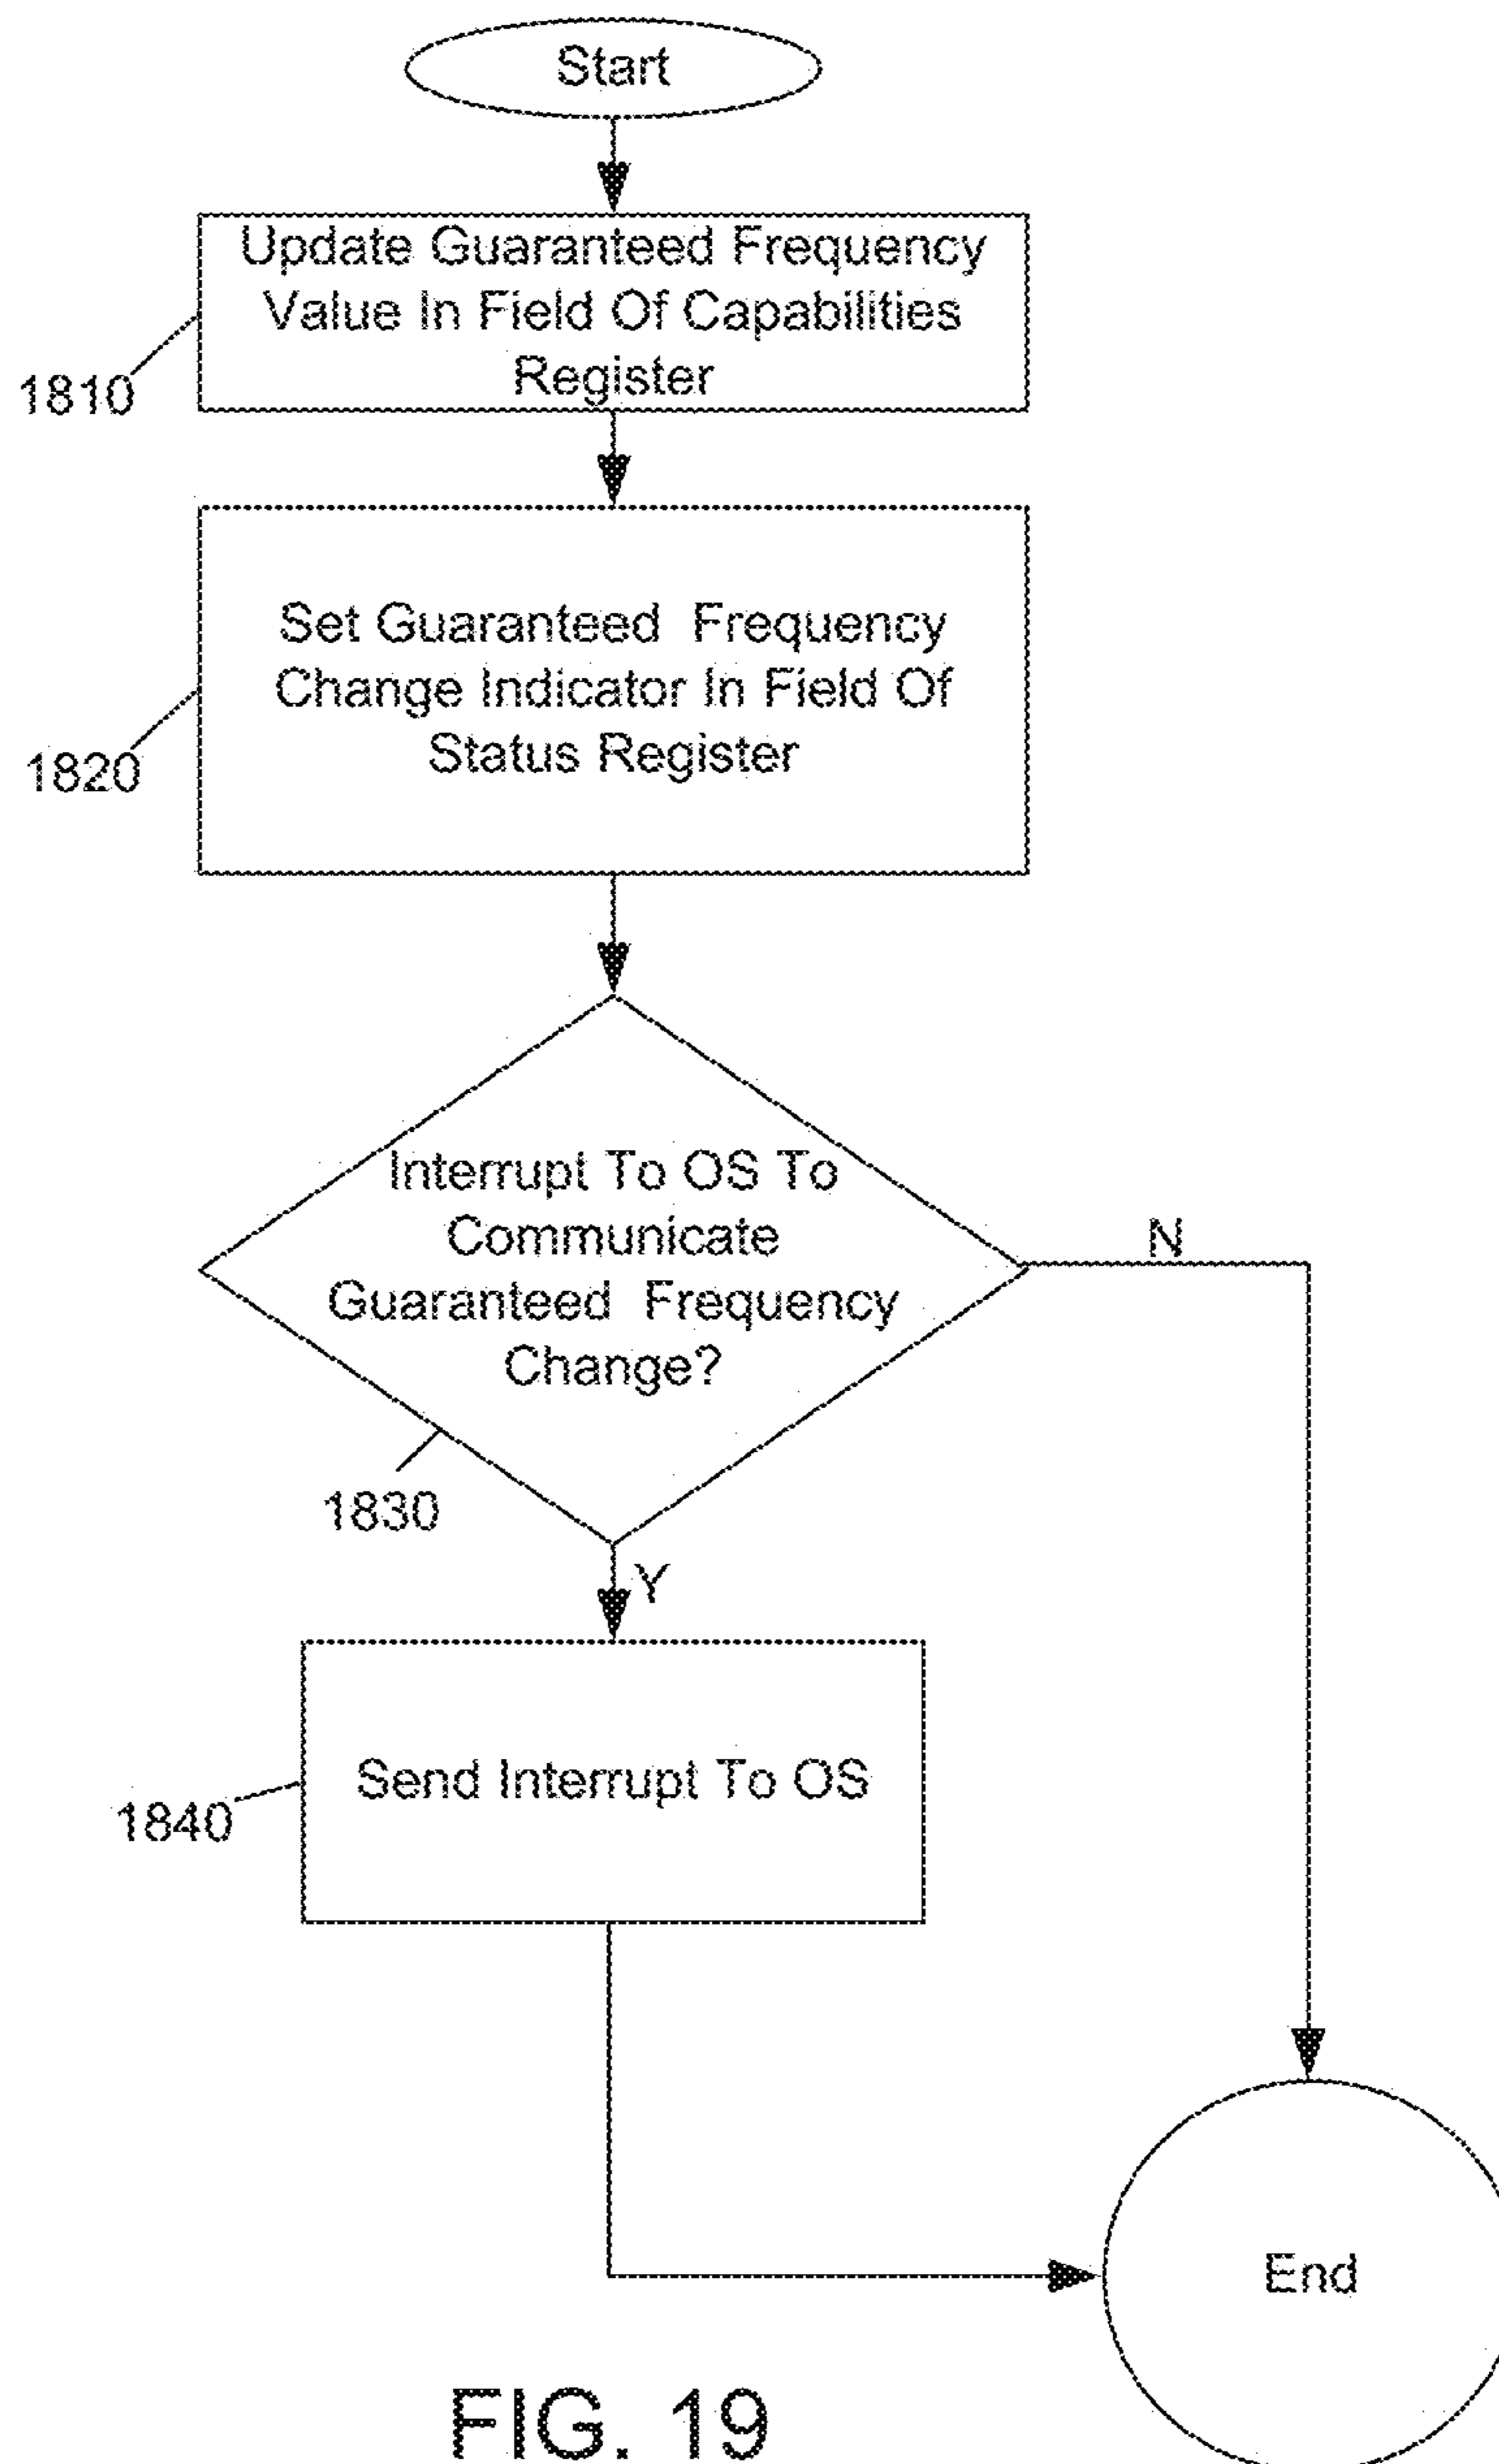 Start
Update Guaranteed Frequency
Value In Field Of Capabilities
Register
1810
Set Guaranteed Frequency
Change Indicator In Field Of
Status Register
1820
Interrupt To OS To
Communicate
Guaranteed Frequency
Change?
N
1830
Y
Send Interrupt To OS
1840
End
FIG. 19